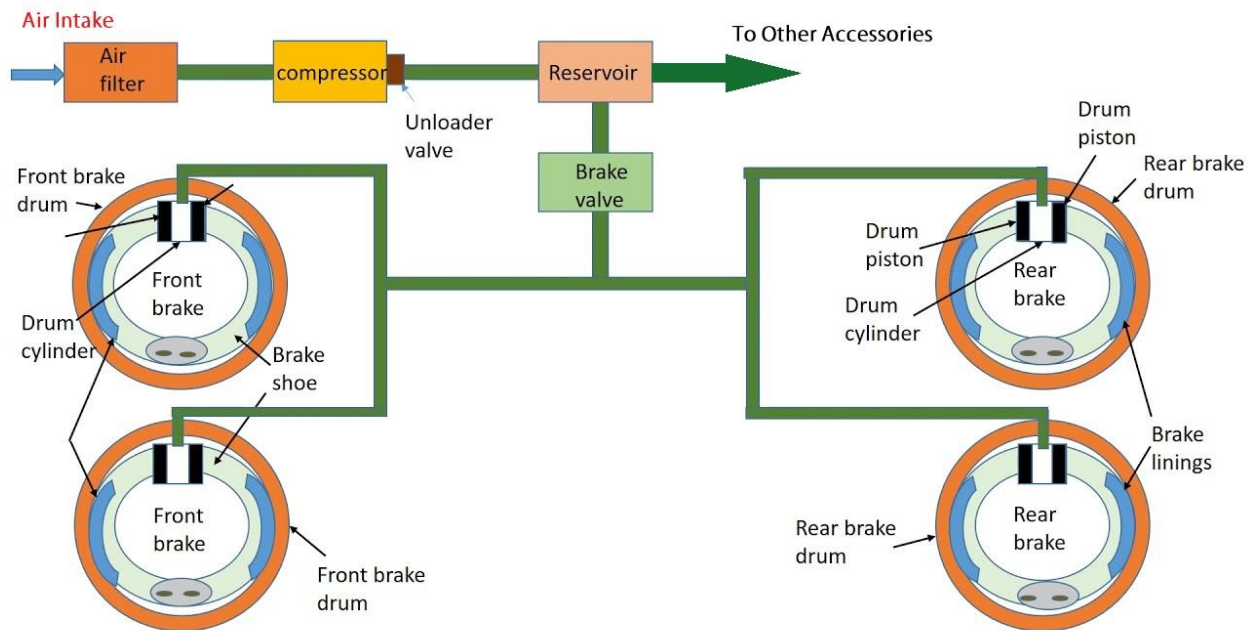 Air Intake
Air
filter
compressor
Reservoir
To Other Accessories
Unloader
valve
Brake
valve
Drum
piston
Rear brake
drum
Front brake
drum
Drum
piston
Front
brake
Rear
brake
Drum
cylinder
Brake
shoe
Drum
cylinder
Front
brake
Front brake
drum
Rear
brake
Rear brake
drum
Brake
linings